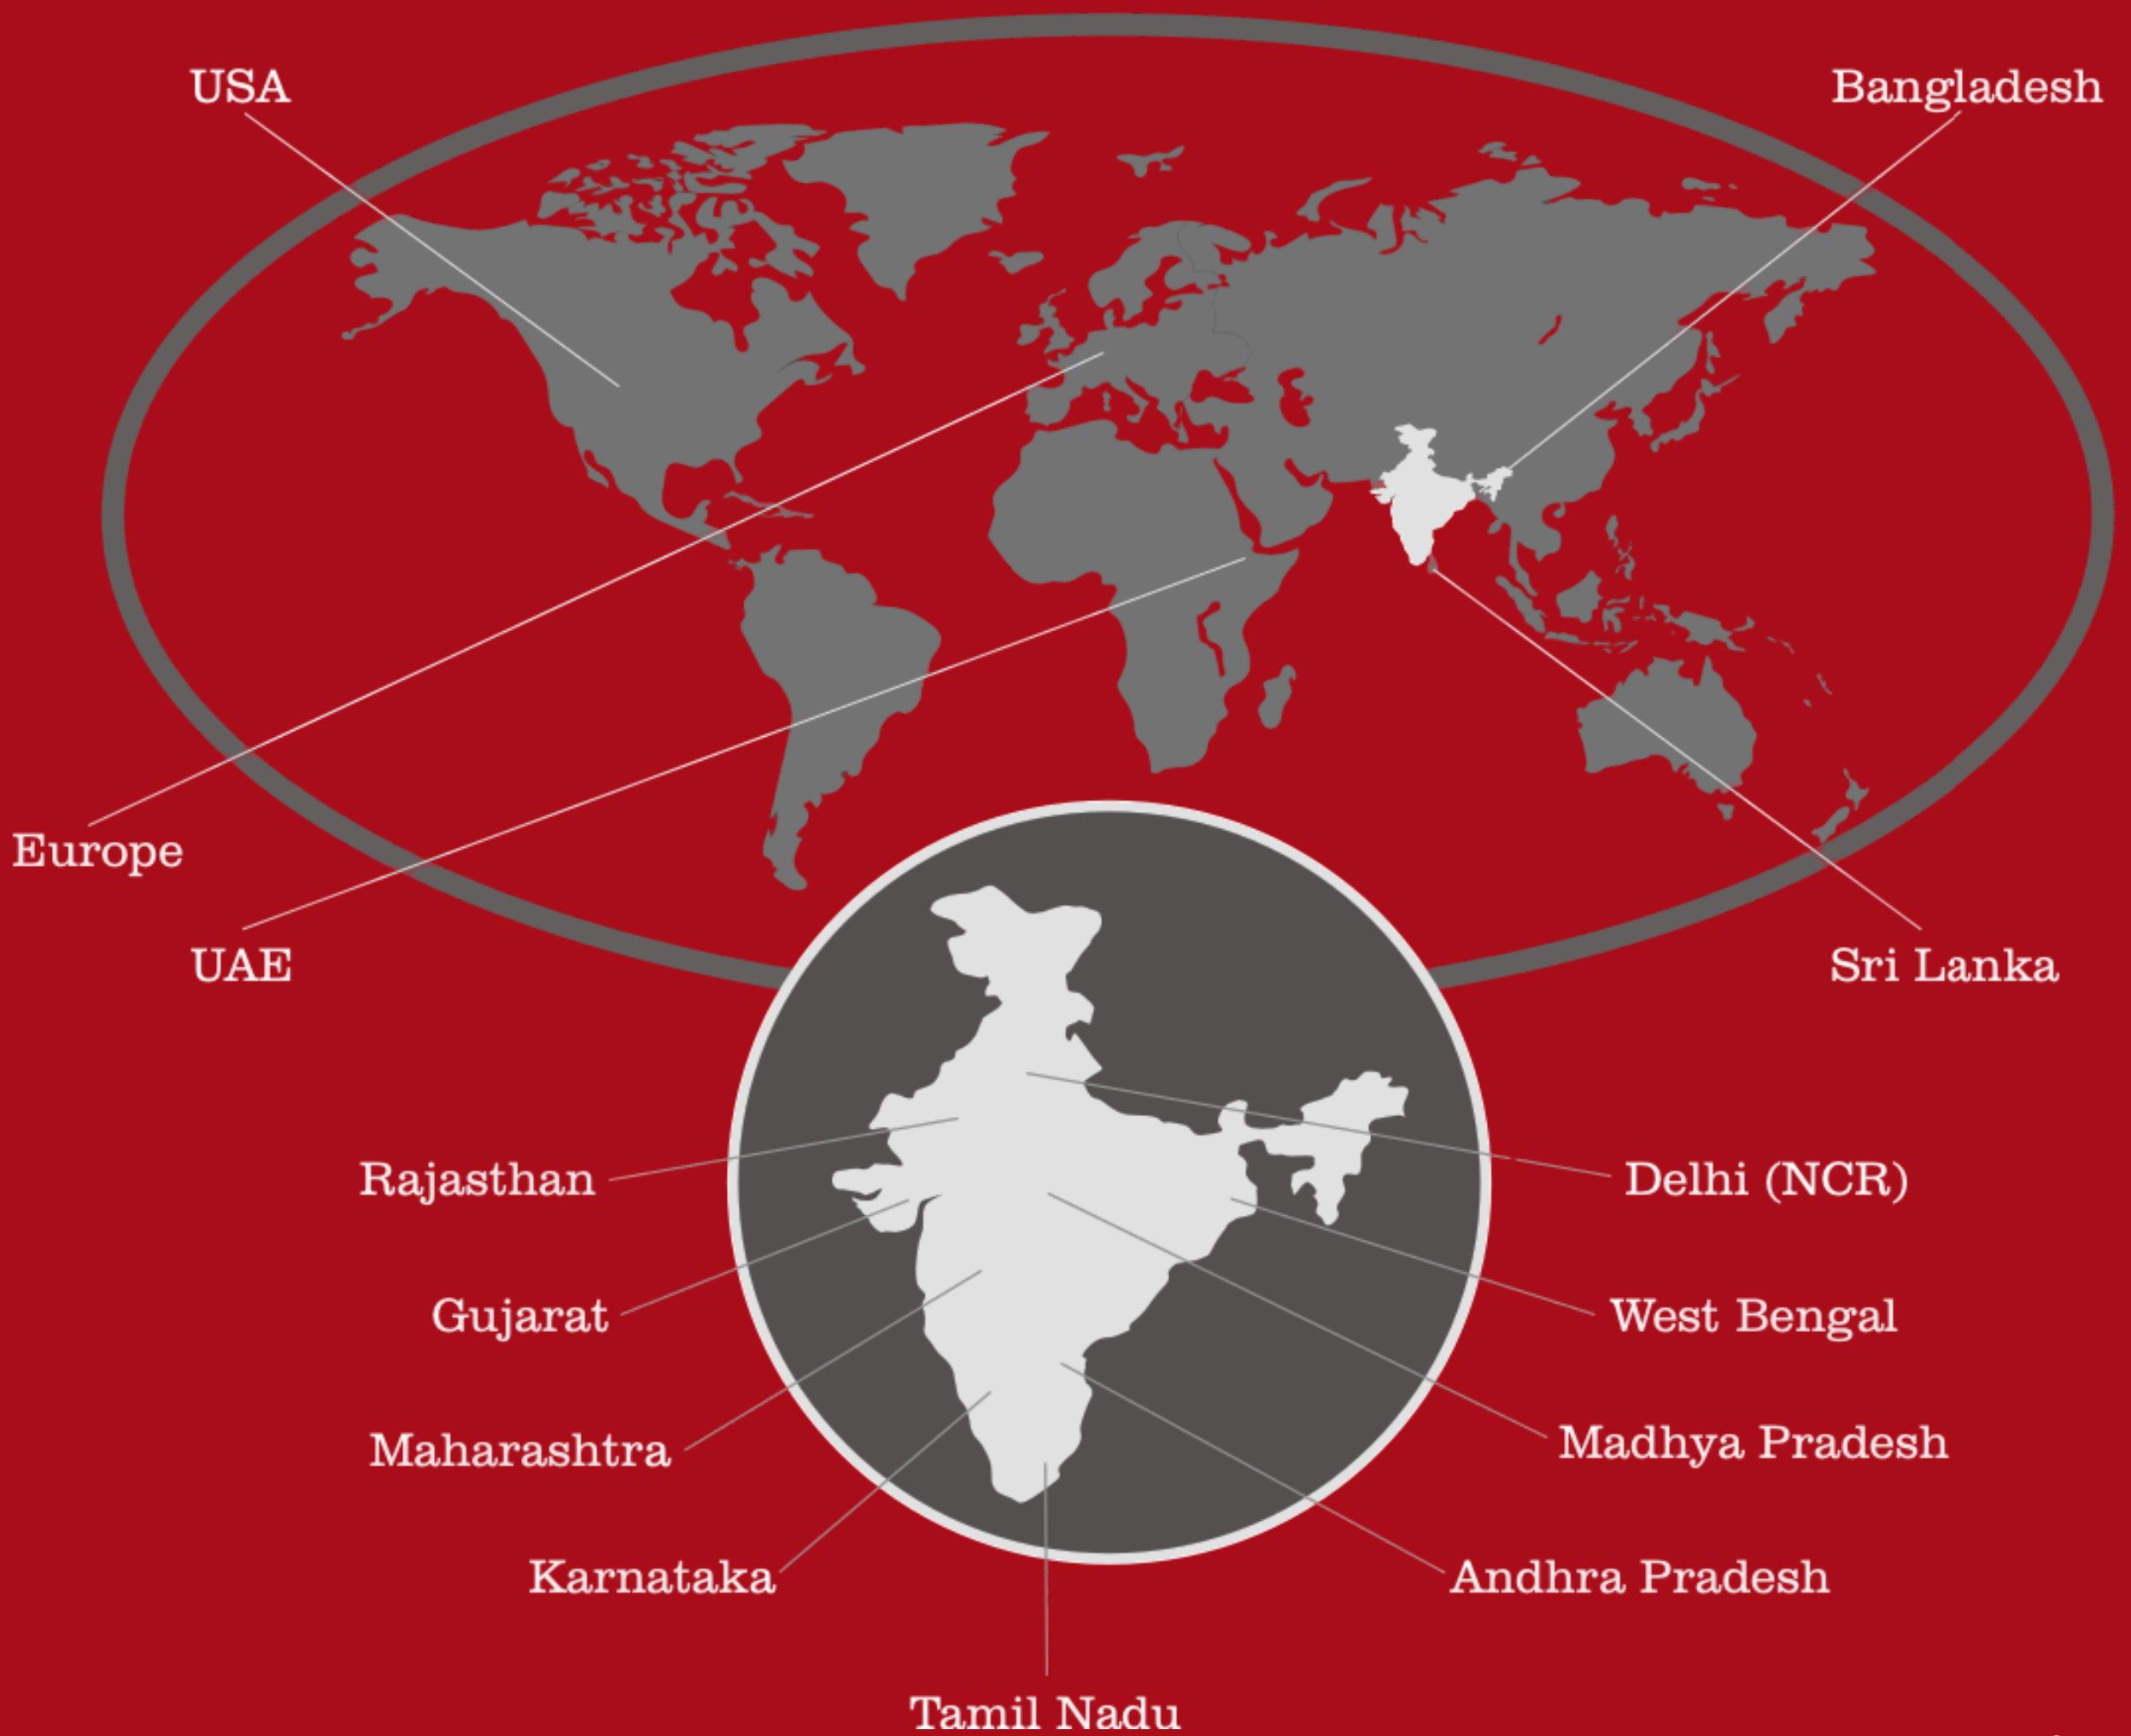 USA
Bangladesh
Europe
UAE
Sri Lanka
Rajasthan
Delhi (NCR)
Gujarat
West Bengal
Maharashtra
Madhya Pradesh
Karnataka
Andhra Pradesh
Tamil Nadu